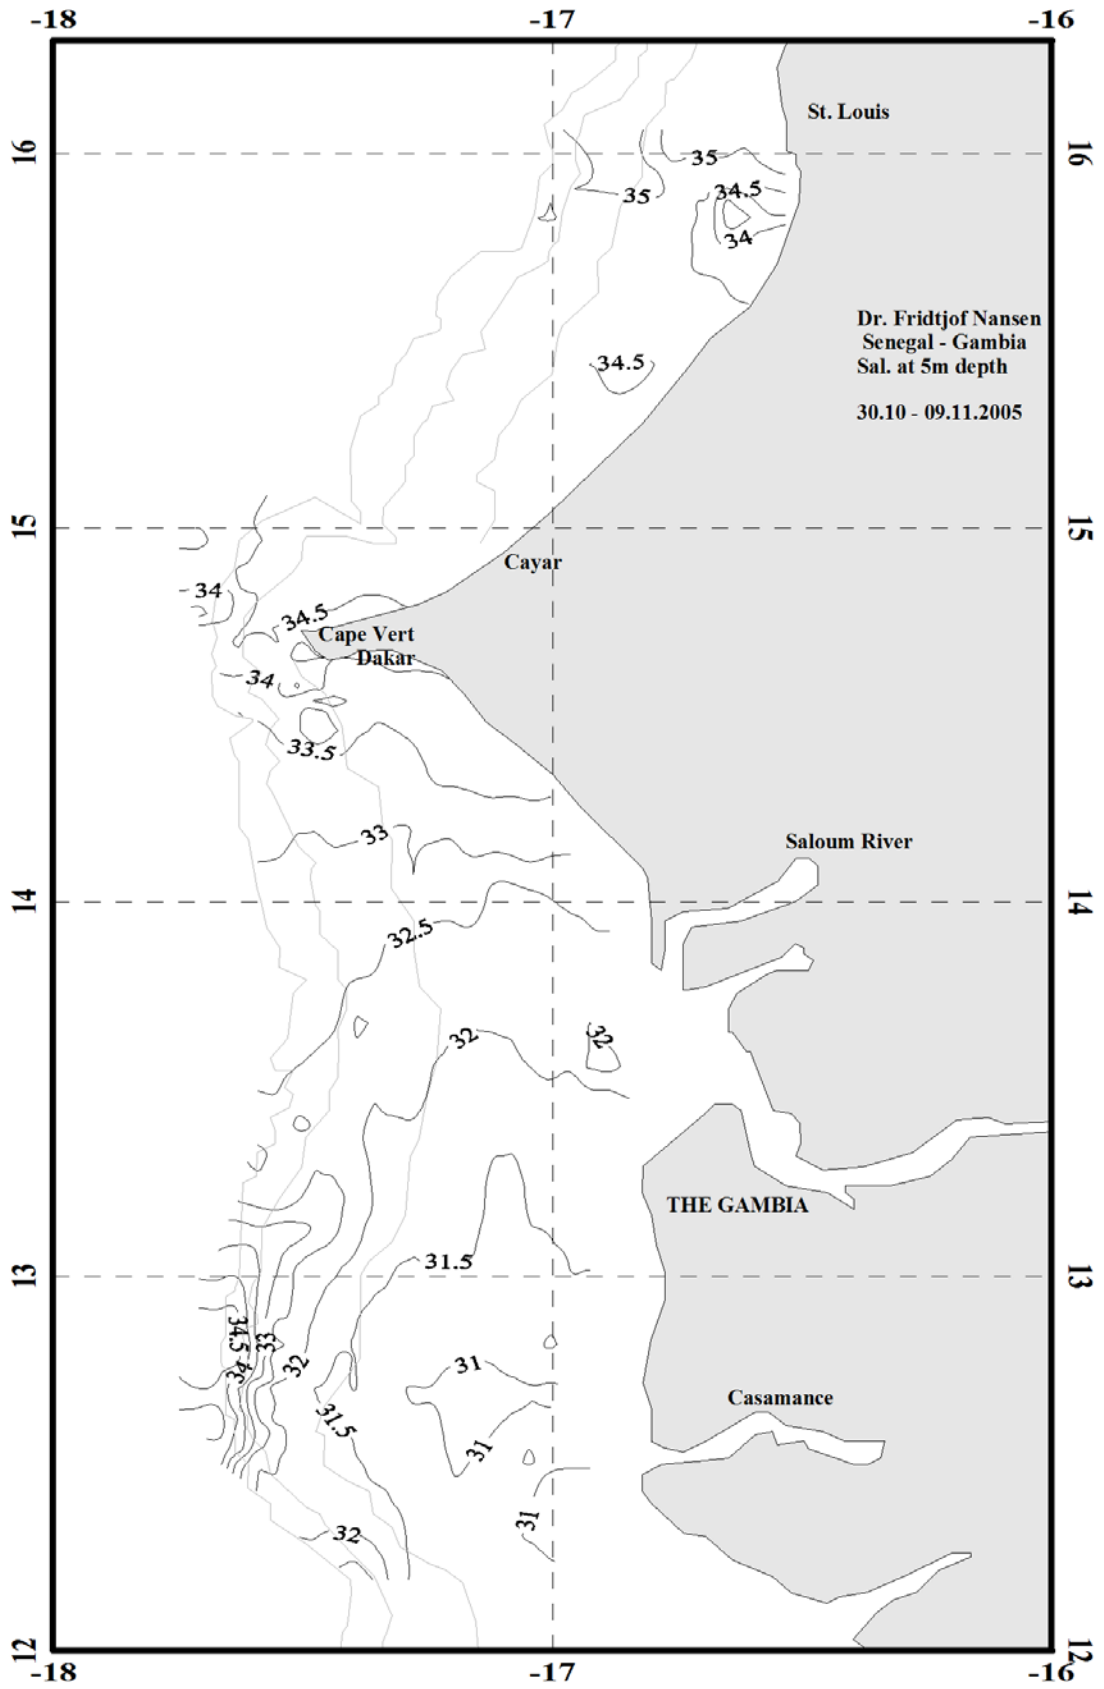 -18 -17 -16
St. Louis
16 16
35
35
34.5
34
Dr. Fridtjof Nansen
Senegal - Gambia
Sal. at 5m depth
30.10 - 09.11.2005
34.5
15 15
Cayar
34
34.5
Cape Vert
Dakar
34
33.5
33
Saloum River
14 14
32.5
32
32
THE GAMBIA
31.5
13 13
34.5
33
34
32
31
Casamance
31.5
31
31
32
12 12
-18 -17 -16